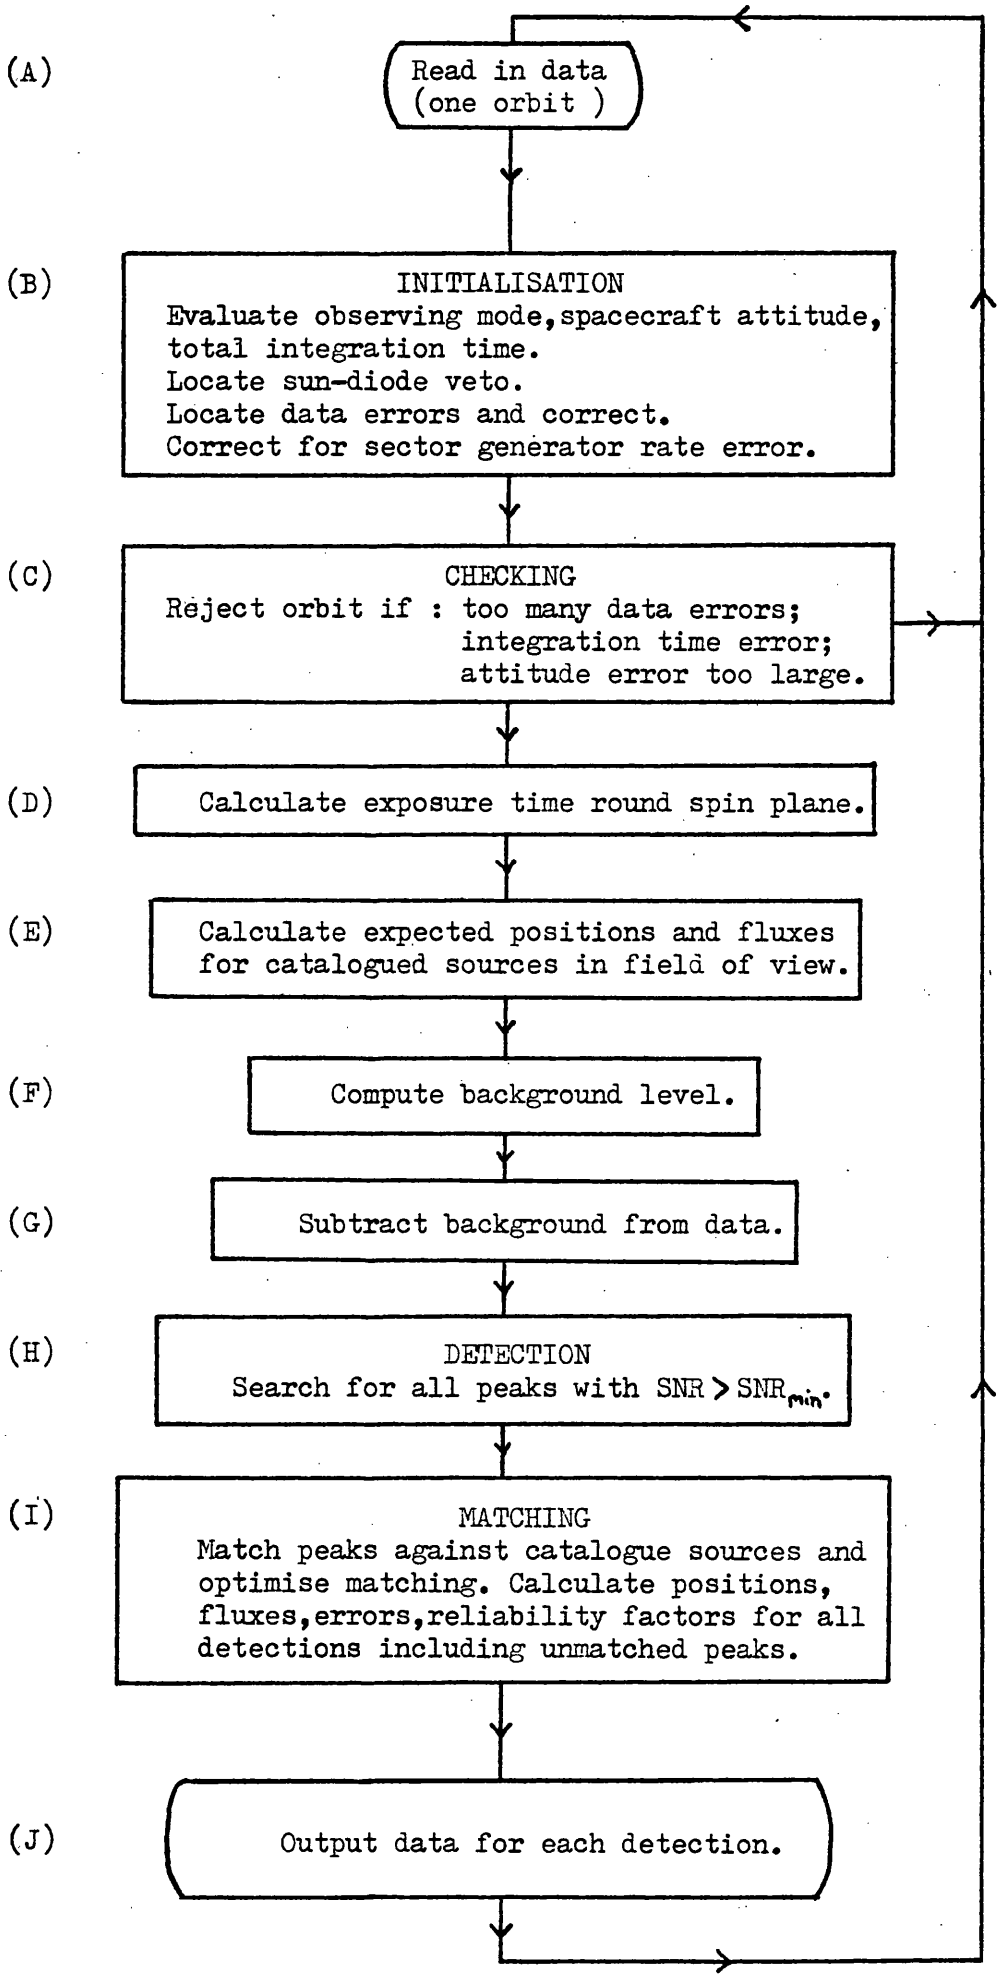 (A)
Read in data
(one orbit )
(B)
INITIALISATION
Evaluate observing mode,spacecraft attitude,
total integration time.
Locate sun-diode veto.
Locate data errors and correct.
Correct for sector generator rate error.
(C)
CHECKING
Reject orbit if : too many data errors;
integration time error;
attitude error too large.
(D)
Calculate exposure time round spin plane.
(E)
Calculate expected positions and fluxes
for catalogued sources in field of view.
(F)
Compute background level.
(G)
Subtract background from data.
(H)
DETECTION
Search for all peaks with SNR > SNRmin.
(I)
MATCHING
Match peaks against catalogue sources and
optimise matching. Calculate positions,
fluxes,errors,reliability factors for all
detections including unmatched peaks.
(J)
Output data for each detection.